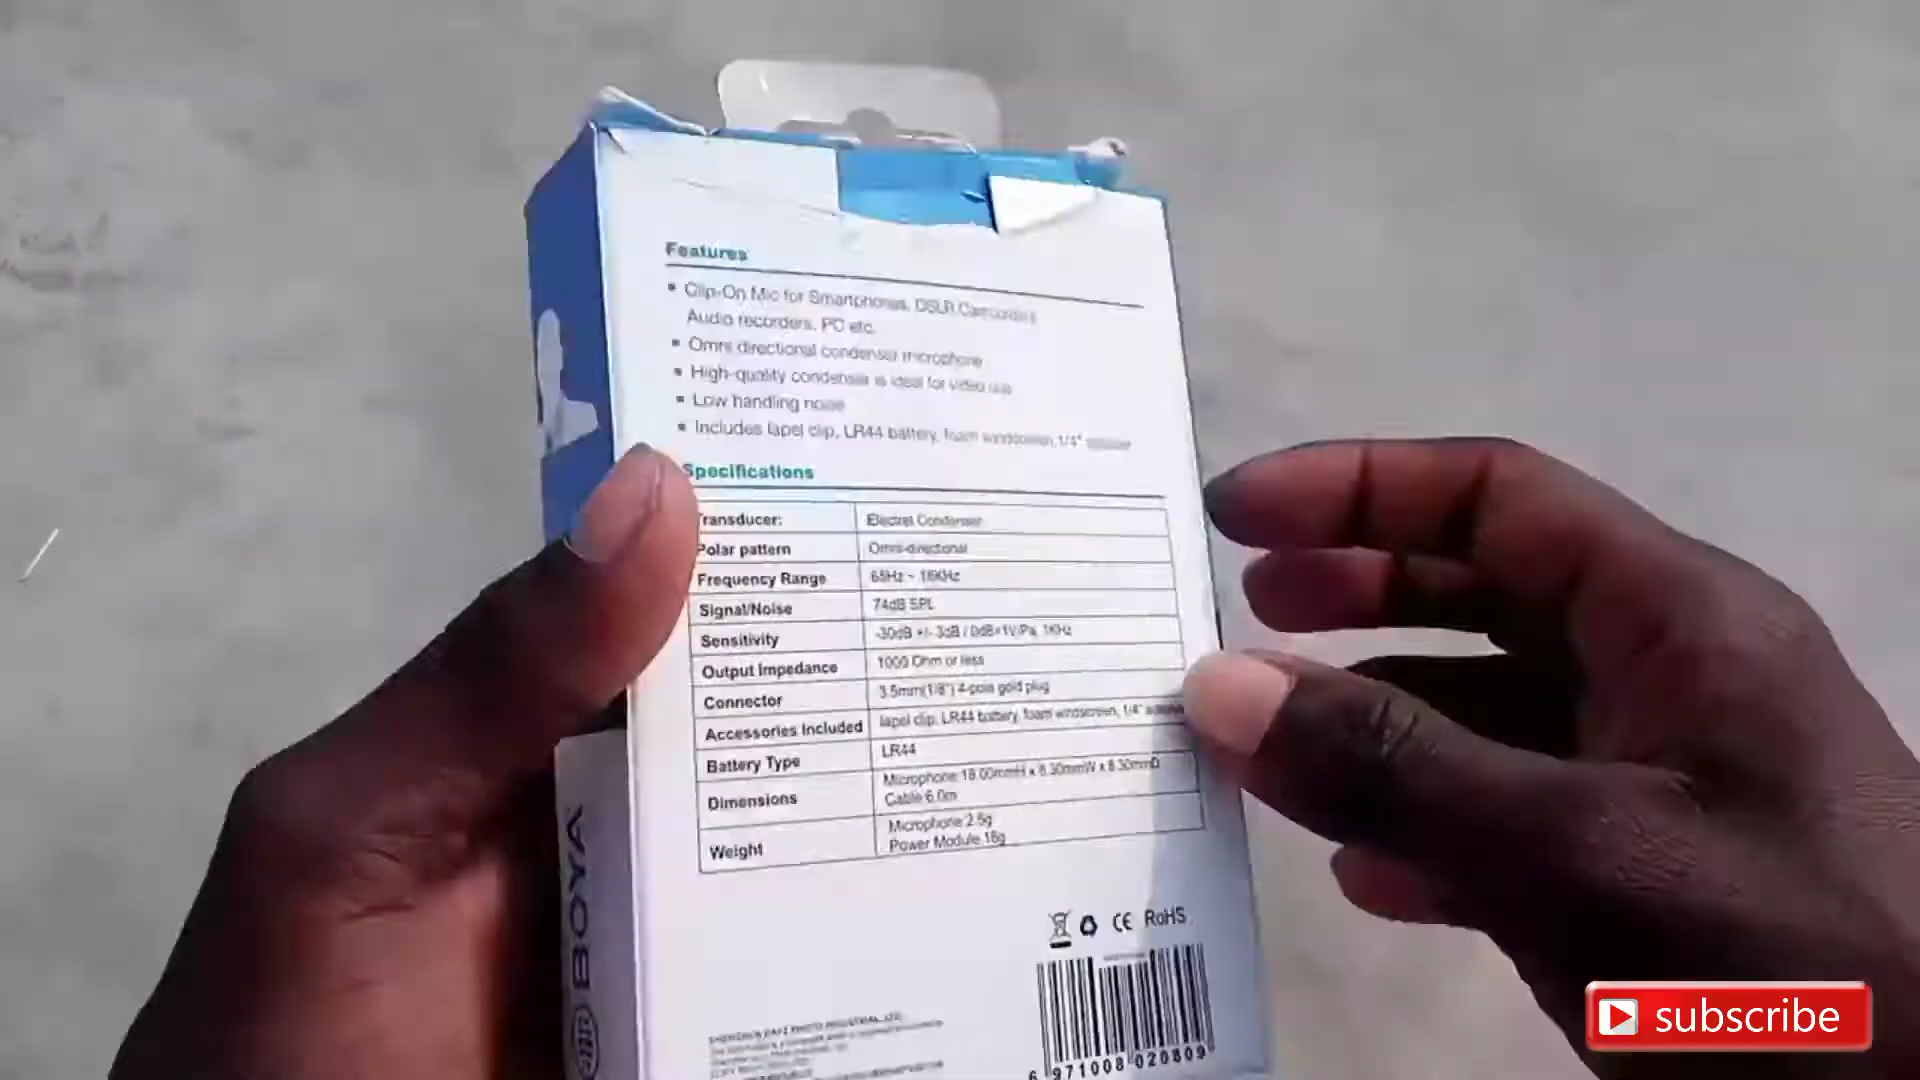 Features
Clip-On Mic for Smartphones, DSLR Camcorders
Audio recorders, PC etc.
Omni directional condenser microphone
High-quality condenser is ideal for video use
Low handling noise
Includes lapel clip, LR44 battery, foam windscreen, 1/4" adapter
Specifications
Transducer: Electret Condenser
Polar pattern Omni-directional
Frequency Range 65Hz ~ 18KHz
Signal/Noise 74dB SPL
Sensitivity -30dB +/- 3dB / 0dB=1V/Pa, 1KHz
Output Impedance 1000 Ohm or less
Connector 3.5mm(1/8") 4-pole gold plug
Accessories Included lapel clip, LR44 battery, foam windscreen, 1/4"
Battery Type LR44
Dimensions Microphone 18.00mmH x 8.30mmW x 8.30mmD
Cable 6.0m
Weight Microphone 2.5g
Power Module 18g
CE RoHS
BOYA
6 971008 020809
subscribe